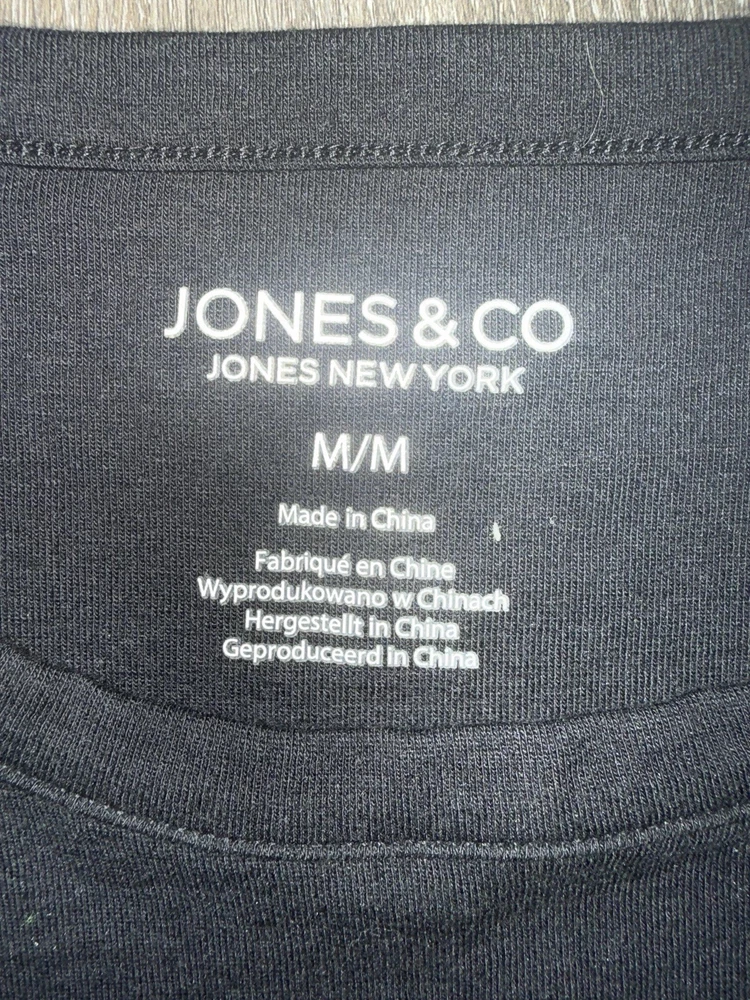 JONES & CO
JONES NEW YORK
M/M
Made in China
Fabriqué en Chine
Wyprodukowano w Chinach
Hergestellt in China
Geproduceerd in China